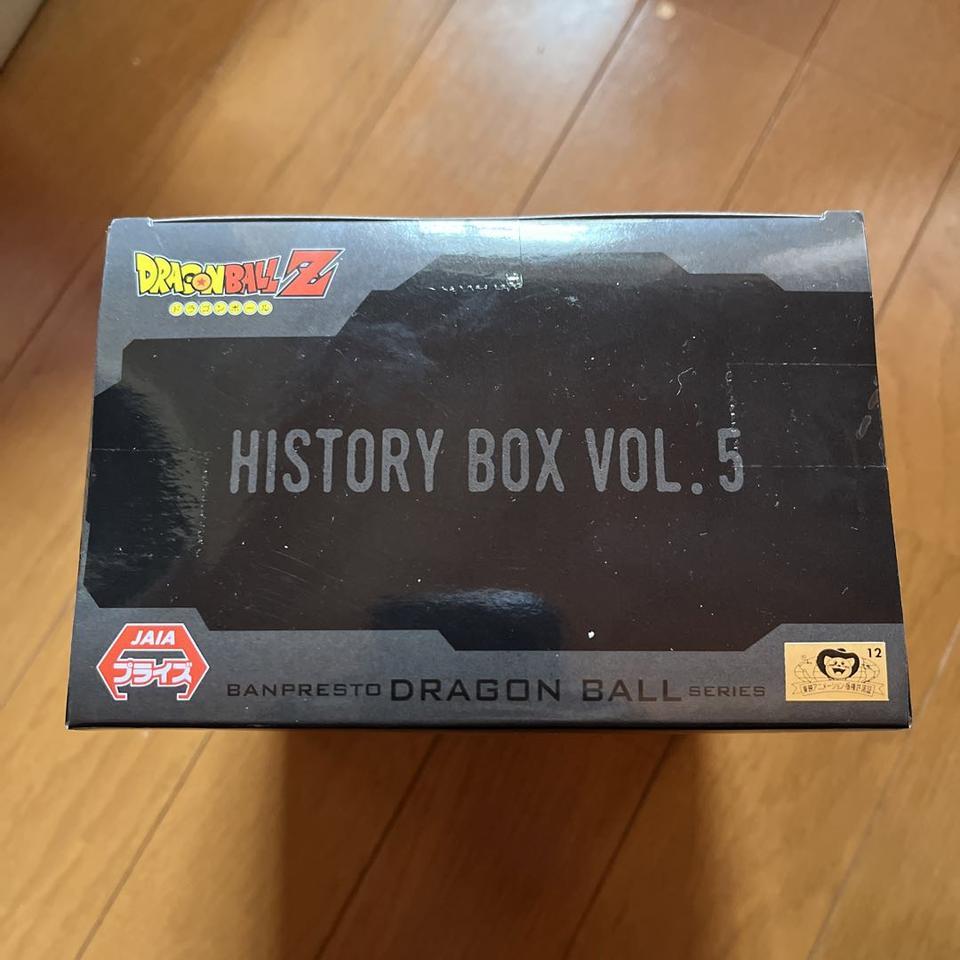 DRAGON BALL Z
ドラゴンボール
HISTORY BOX VOL. 5
JAIA
プライズ
BANPRESTO DRAGON BALL SERIES
12